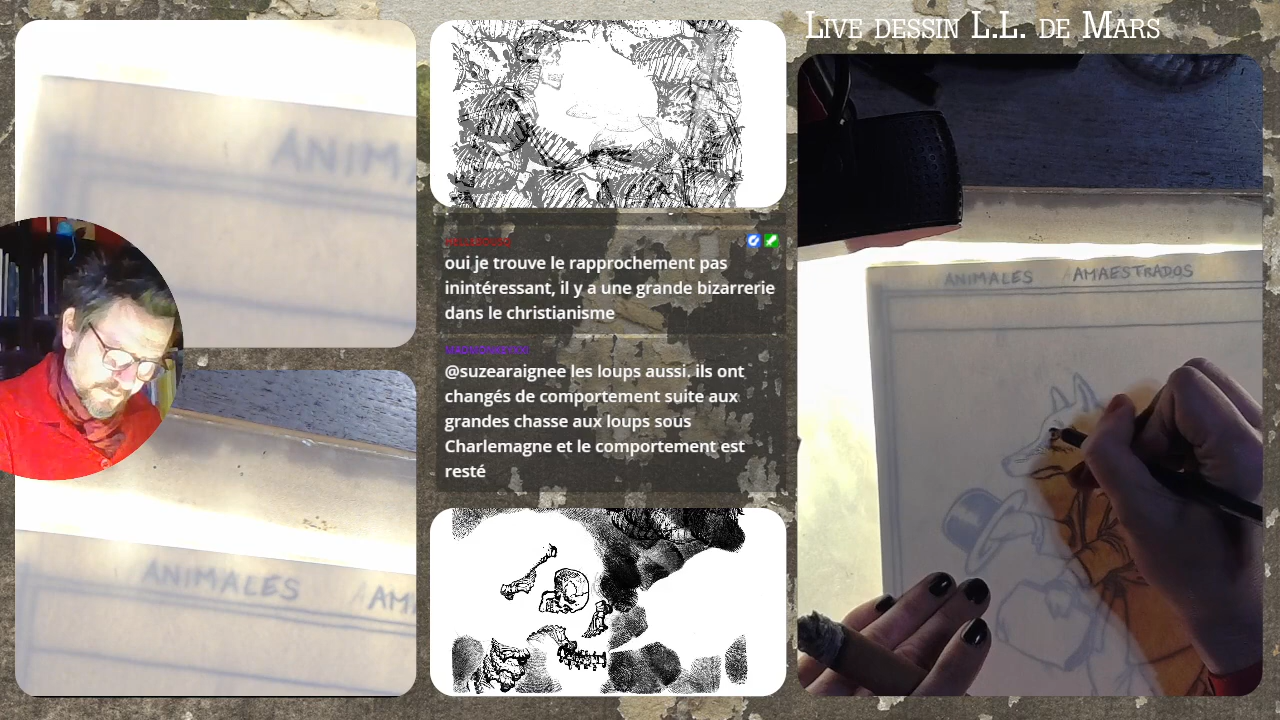 LIVE DESSIN L.L. DE MARS
ANIMA
oui je trouve le rapprochement pas
inintéressant, il y a une grande bizarrerie
dans le christianisme
@suzearaignee les loups aussi. ils ont
changés de comportement suite aux
grandes chasse aux loups sous
Charlemagne et le comportement est
resté
ANIMALES AM
ANIMALES AMAESTRADOS